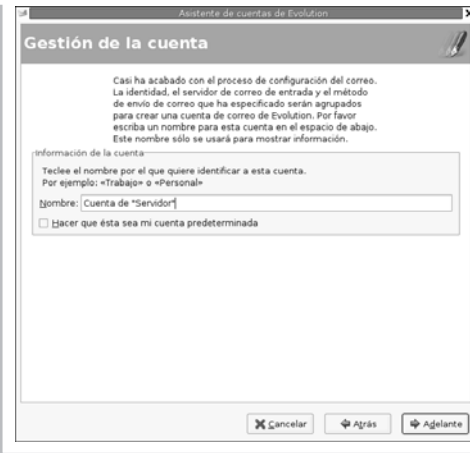 Asistente de cuentas de Evolution
Gestión de la cuenta
Casi ha acabado con el proceso de configuración del correo.
La identidad, el servidor de correo de entrada y el método
de envío de correo que ha especificado serán agrupados
para crear una cuenta de correo de Evolution. Por favor
escriba un nombre para esta cuenta en el espacio de abajo.
Este nombre sólo se usará para mostrar información.
Información de la cuenta
Teclee el nombre por el que quiere identificar a esta cuenta.
Por ejemplo: «Trabajo» o «Personal»
Nombre: Cuenta de "Servidor"
Hacer que ésta sea mi cuenta predeterminada
Cancelar Atrás Adelante